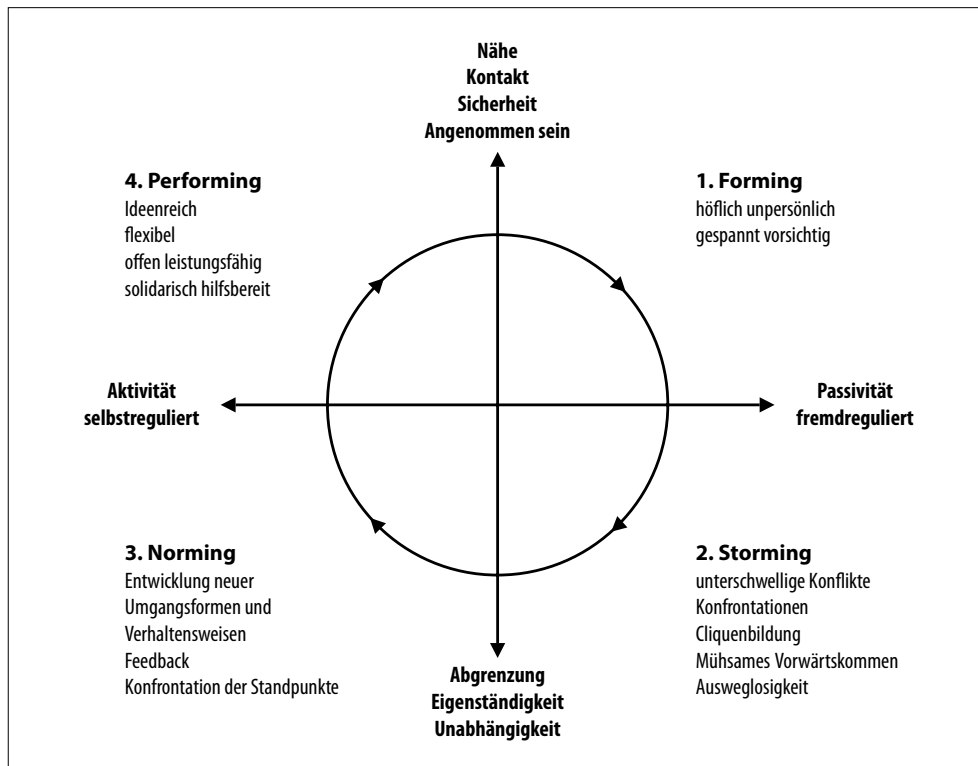 Nähe
Kontakt
Sicherheit
Angenommen sein
4. Performing
Ideenreich
flexibel
offen leistungsfähig
solidarisch hilfsbereit
1. Forming
höflich unpersönlich
gespannt vorsichtig
Aktivität
selbstreguliert
Passivität
fremdreguliert
3. Norming
Entwicklung neuer
Umgangsformen und
Verhaltensweisen
Feedback
Konfrontation der Standpunkte
2. Storming
unterschwellige Konflikte
Konfrontationen
Cliquenbildung
Mühsames Vorwärtskommen
Ausweglosigkeit
Abgrenzung
Eigenständigkeit
Unabhängigkeit